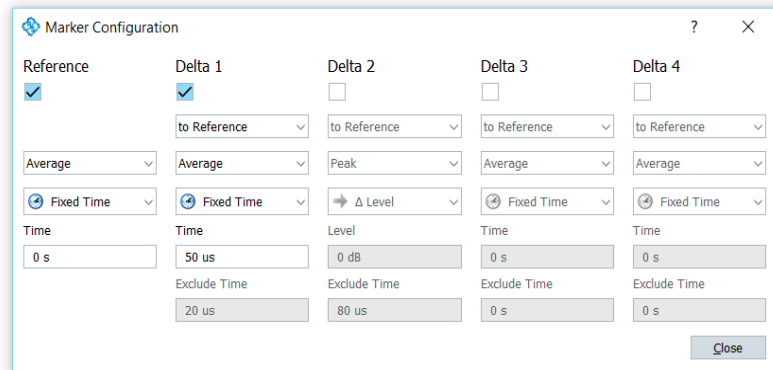 Marker Configuration ?
Reference Delta 1 Delta 2 Delta 3 Delta 4
to Reference to Reference to Reference to Reference
Average Average Peak Average Average
Fixed Time Fixed Time Δ Level Fixed Time Fixed Time
Time Time Level Time Time
0 s 50 us 0 dB 0 s 0 s
Exclude Time Exclude Time Exclude Time Exclude Time
20 us 80 us 0 s 0 s
Close